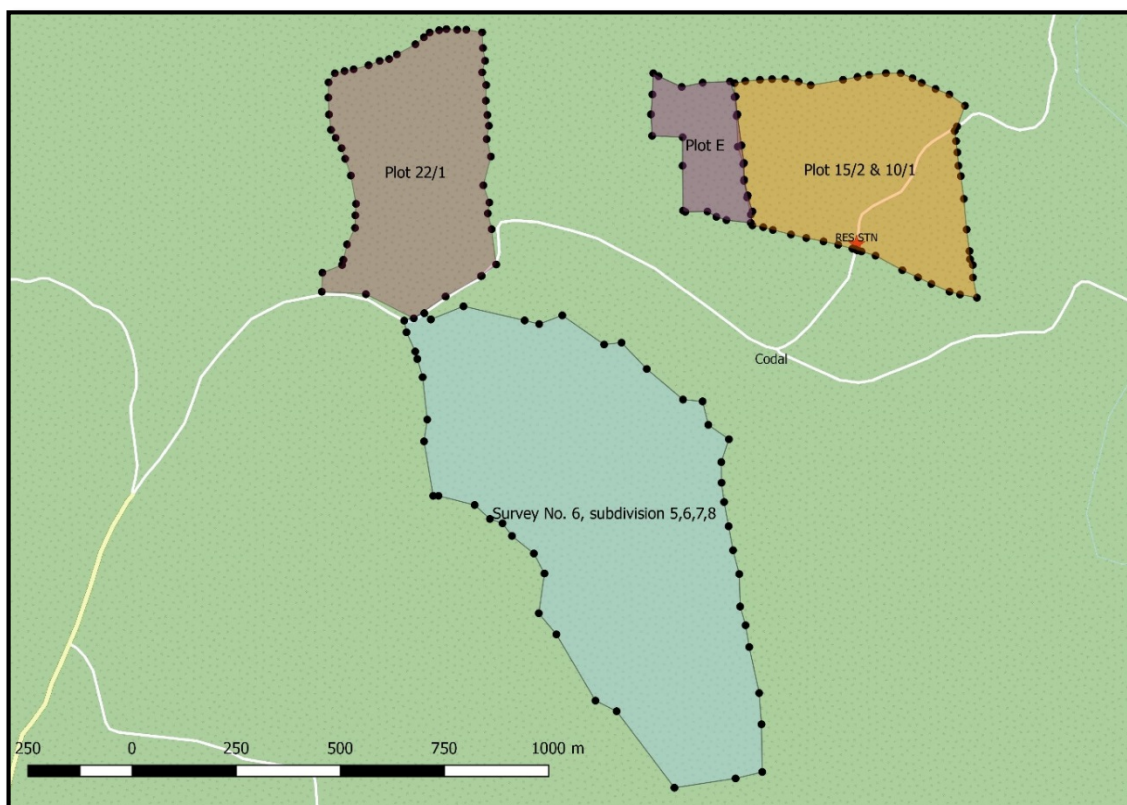 Plot E
Plot 22/1
Plot 15/2 & 10/1
RES STN
Codal
Survey No. 6, subdivision 5,6,7,8
250 0 250 500 750 1000 m